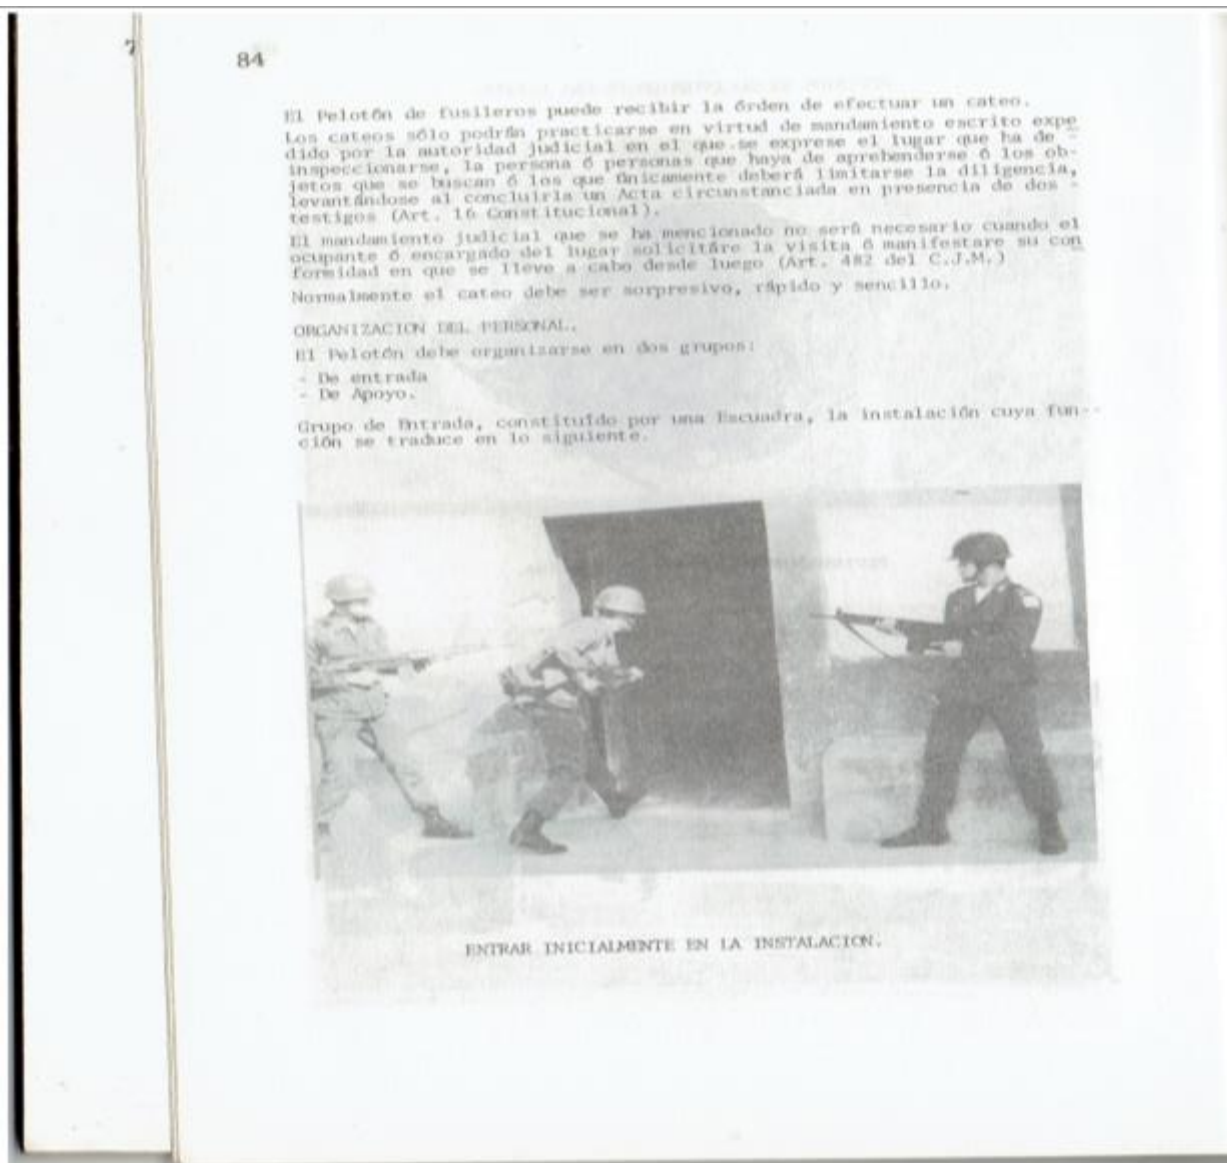 7
84
El Pelotón de fusileros puede recibir la órden de efectuar un cateo.
Los cateos sólo podrán practicarse en virtud de mandamiento escrito expe
dido por la autoridad judicial en el que se exprese el lugar que ha de -
inspeccionarse, la persona ó personas que haya de aprehenderse ó los ob-
jetos que se buscan ó los que únicamente deberá limitarse la diligencia,
levantándose al concluirla un Acta circunstanciada en presencia de dos -
testigos (Art. 16 Constitucional).
El mandamiento judicial que se ha mencionado no será necesario cuando el
ocupante ó encargado del lugar solicitáre la visita ó manifestare su con
formidad en que se lleve a cabo desde luego (Art. 482 del C.J.M.)
Normalmente el cateo debe ser sorpresivo, rápido y sencillo.
ORGANIZACION DEL PERSONAL.
El Pelotón debe organizarse en dos grupos:
- De entrada
- De Apoyo.
Grupo de Entrada, constituído por una Escuadra, la instalación cuya fun--
ción se traduce en lo siguiente.
ENTRAR INICIALMENTE EN LA INSTALACION.